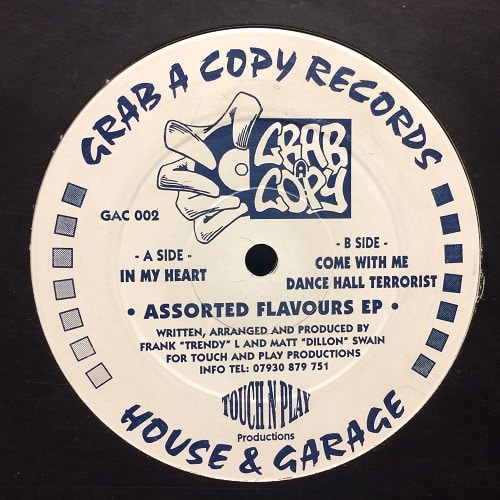 GRAB A COPY RECORDS
GRAB
A
COPY
GAC 002
- A SIDE -
IN MY HEART
- B SIDE -
COME WITH ME
DANCE HALL TERRORIST
• ASSORTED FLAVOURS EP •
WRITTEN, ARRANGED AND PRODUCED BY
FRANK "TRENDY" L AND MATT "DILLON" SWAIN
FOR TOUCH AND PLAY PRODUCTIONS
INFO TEL: 07930 879 751
TOUCH N PLAY
Productions
HOUSE & GARAGE